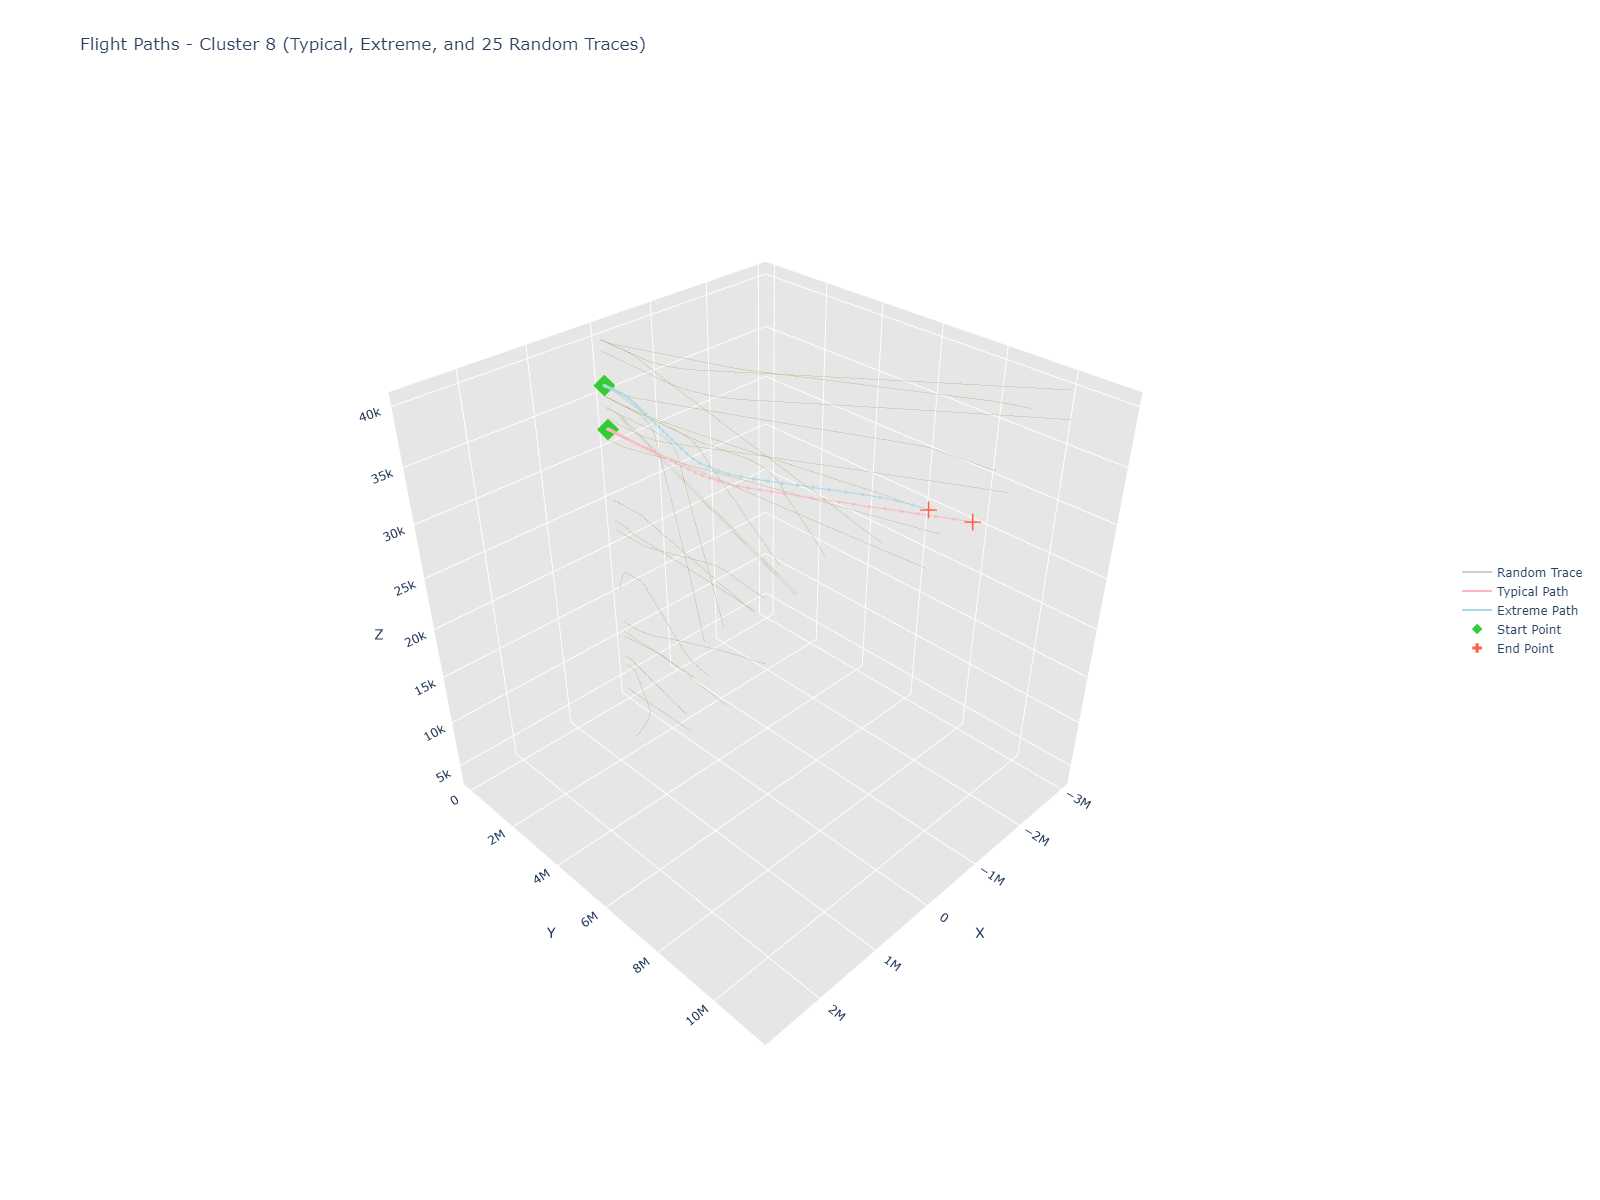 Flight Paths - Cluster 8 (Typical, Extreme, and 25 Random Traces)
40k
35k
30k
25k
20k
15k
10k
5k
Z
0
2M
4M
6M
8M
10M
Y
−3M
−2M
−1M
0
1M
2M
X
Random Trace
Typical Path
Extreme Path
Start Point
End Point